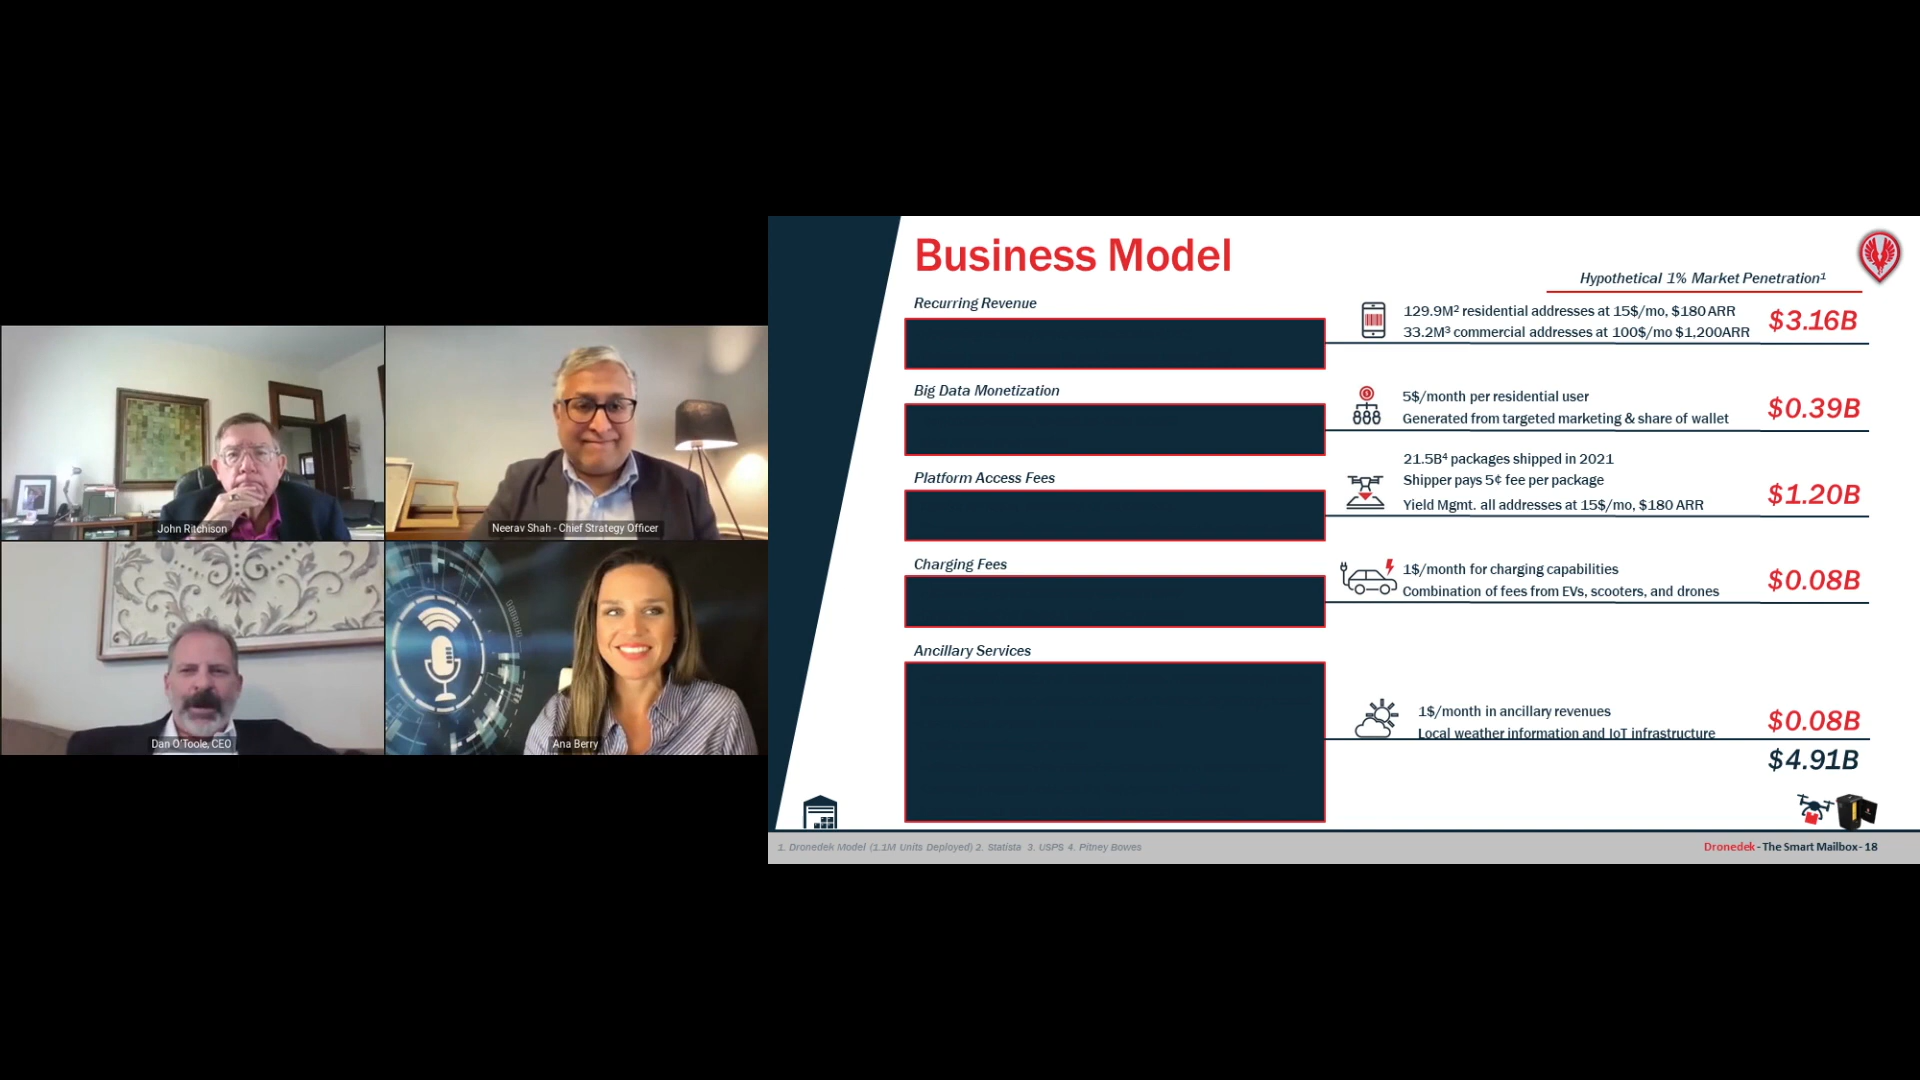 John Ritchison
Neerav Shah - Chief Strategy Officer
Dan O'Toole, CEO
Ana Berry
Business Model
Hypothetical 1% Market Penetration¹
Recurring Revenue
129.9M² residential addresses at 15$/mo, $180 ARR
33.2M³ commercial addresses at 100$/mo $1,200ARR
$3.16B
Big Data Monetization
5$/month per residential user
Generated from targeted marketing & share of wallet
$0.39B
Platform Access Fees
21.5B⁴ packages shipped in 2021
Shipper pays 5¢ fee per package
Yield Mgmt. all addresses at 15$/mo, $180 ARR
$1.20B
Charging Fees
1$/month for charging capabilities
Combination of fees from EVs, scooters, and drones
$0.08B
Ancillary Services
1$/month in ancillary revenues
Local weather information and IoT infrastructure
$0.08B
$4.91B
1. Dronedek Model (1.1M Units Deployed) 2. Statista 3. USPS 4. Pitney Bowes
Dronedek - The Smart Mailbox - 18